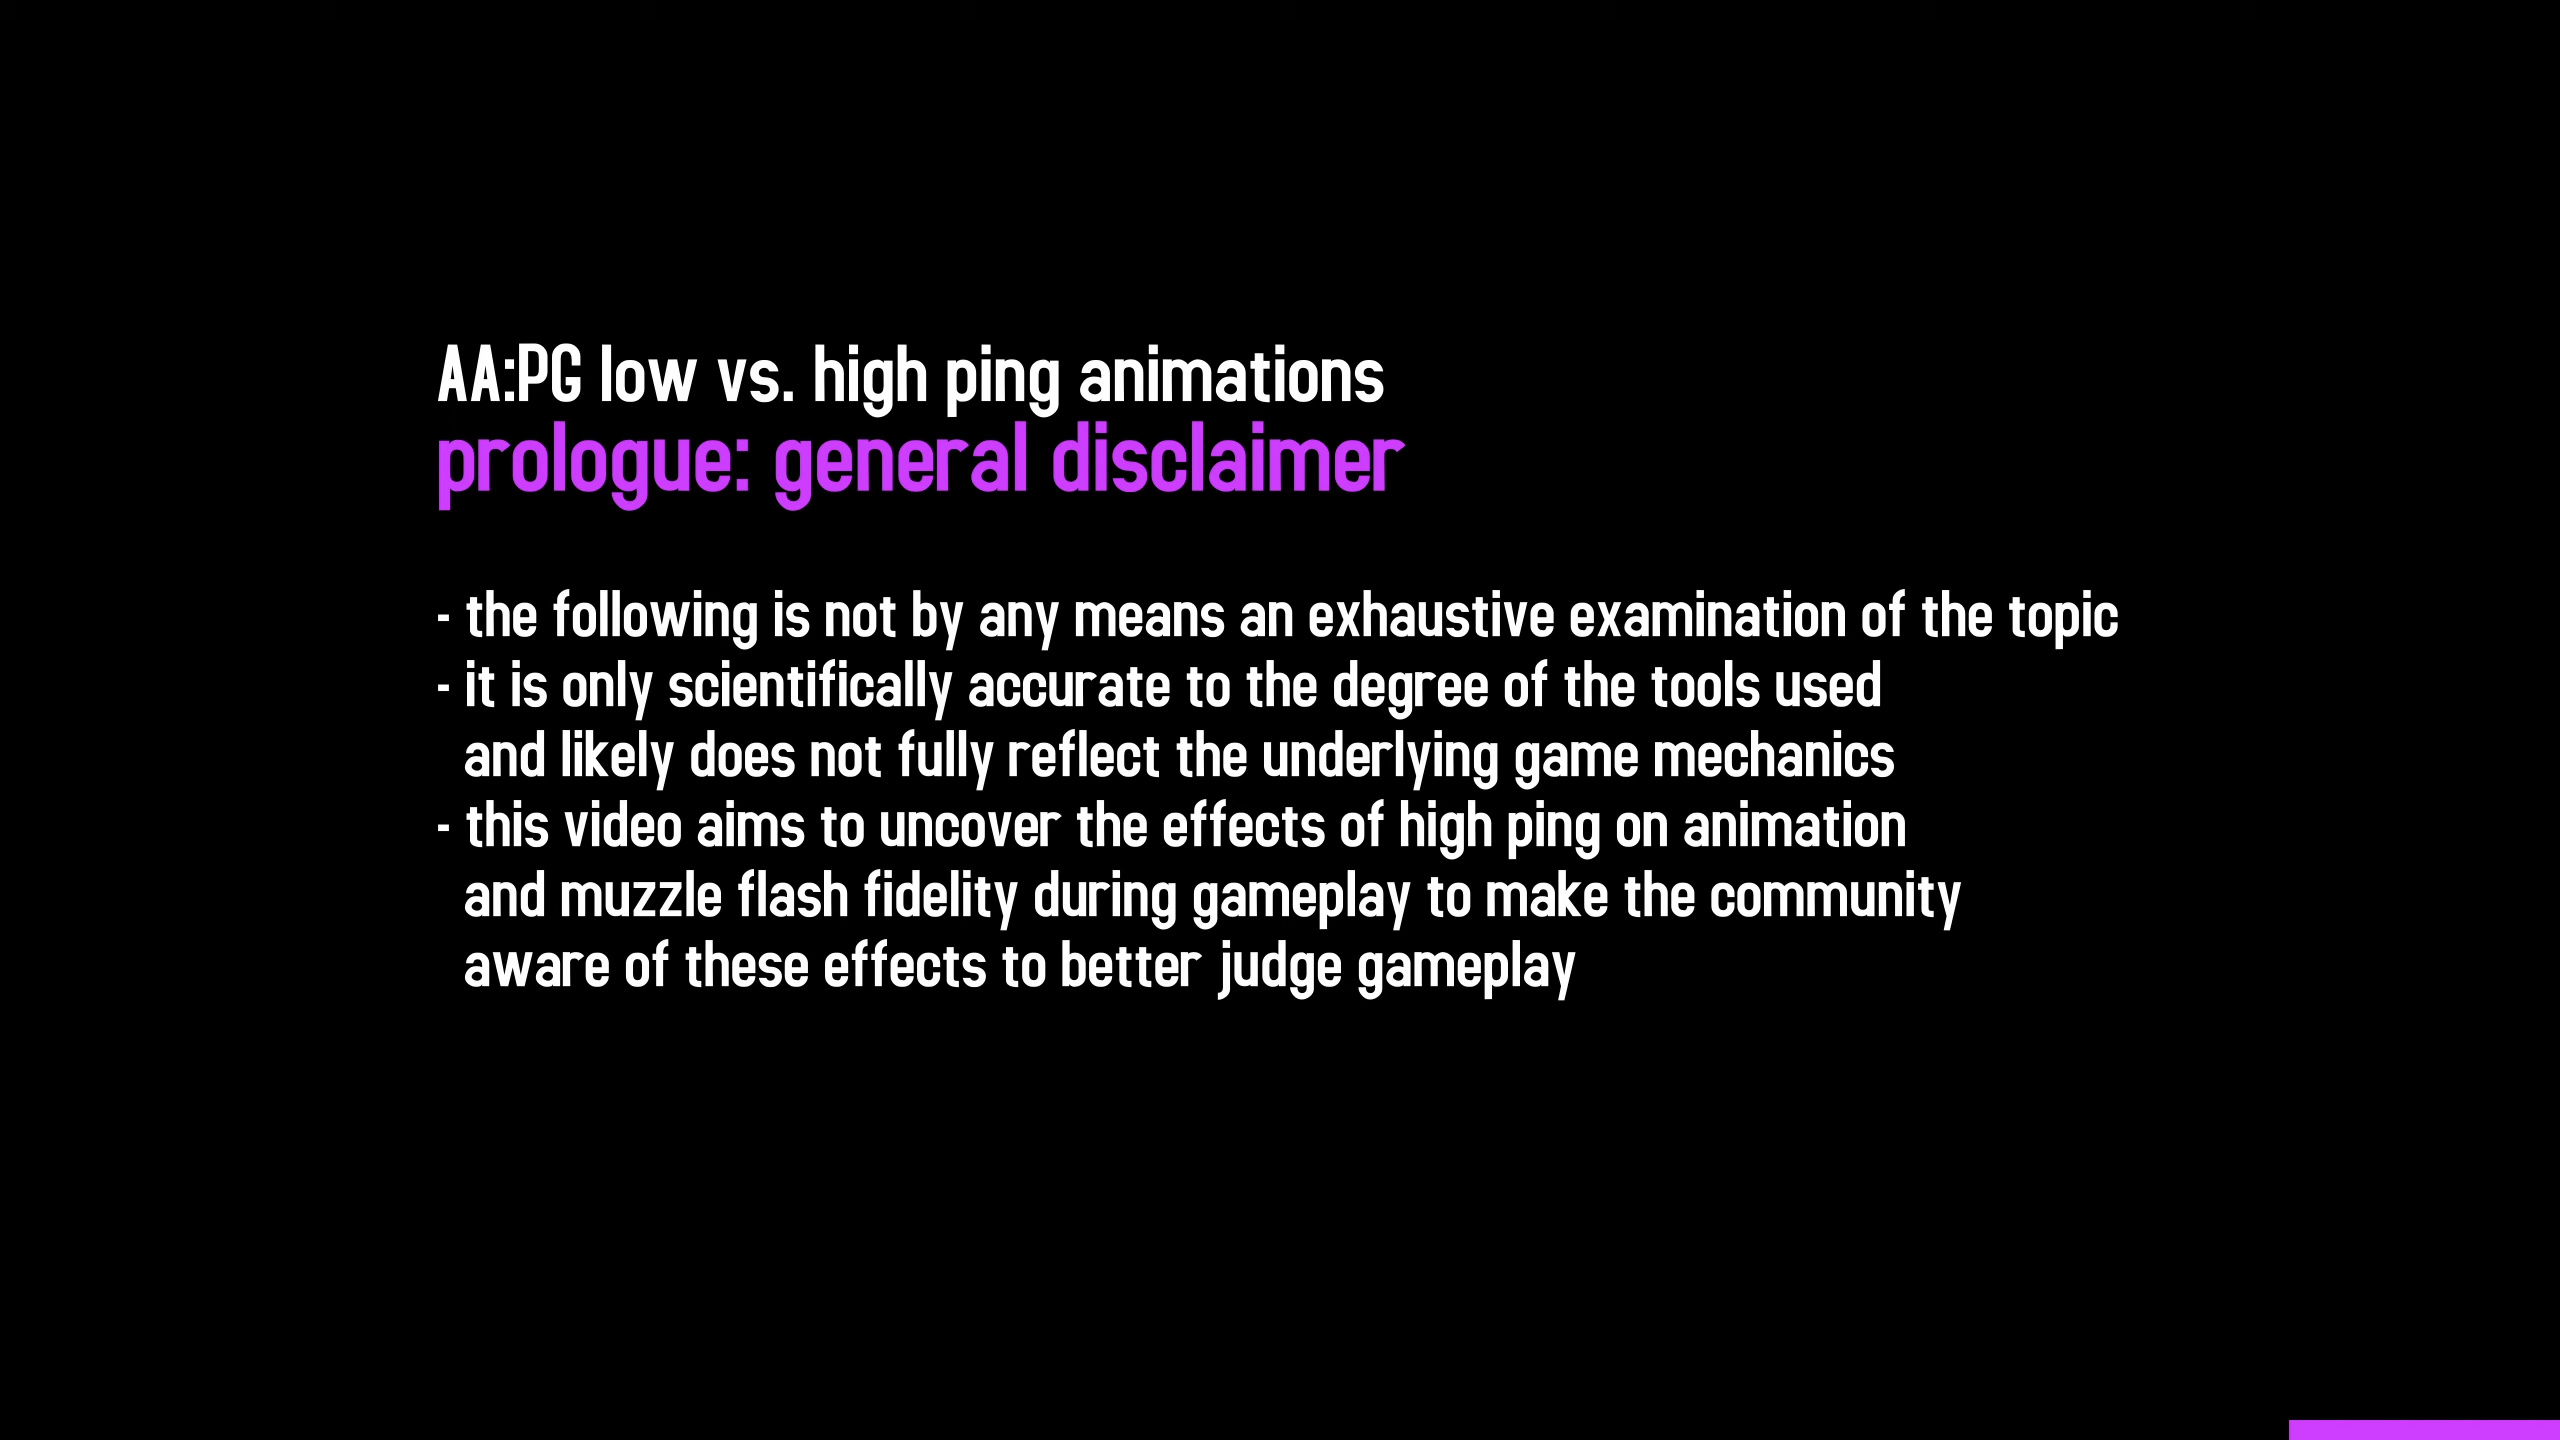 AA:PG low vs. high ping animations
prologue: general disclaimer
- the following is not by any means an exhaustive examination of the topic
- it is only scientifically accurate to the degree of the tools used
and likely does not fully reflect the underlying game mechanics
- this video aims to uncover the effects of high ping on animation
and muzzle flash fidelity during gameplay to make the community
aware of these effects to better judge gameplay